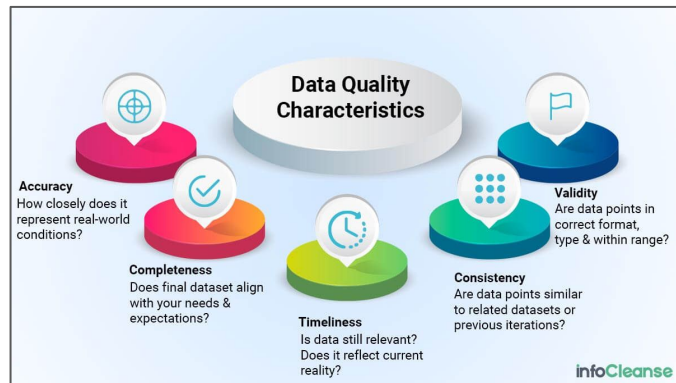 Data Quality
Characteristics
Accuracy
How closely does it
represent real-world
conditions?
Completeness
Does final dataset align
with your needs &
expectations?
Timeliness
Is data still relevant?
Does it reflect current
reality?
Consistency
Are data points similar
to related datasets or
previous iterations?
Validity
Are data points in
correct format,
type & within range?
infoCleanse